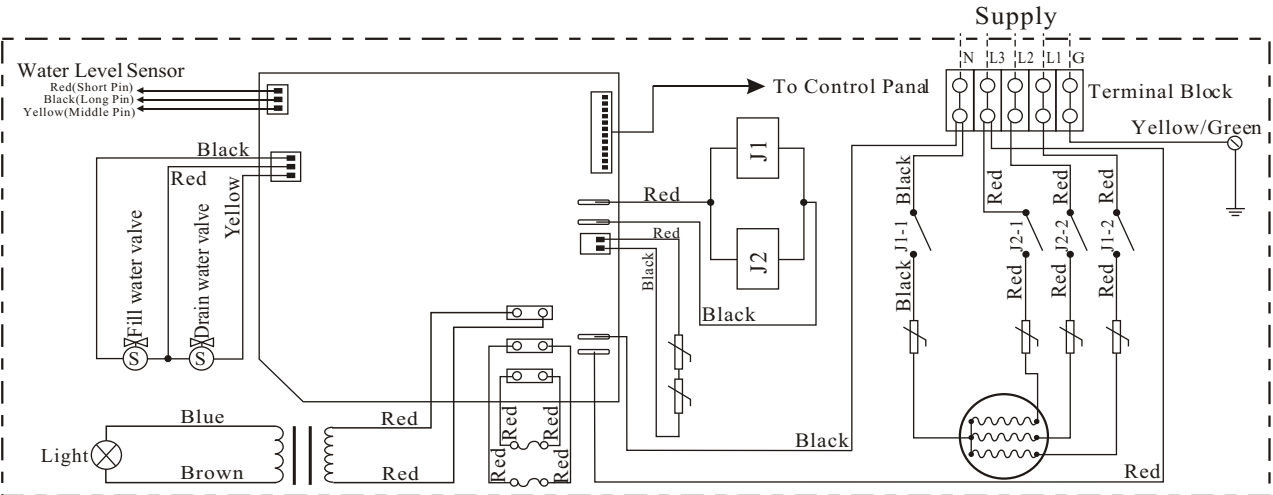 Supply
N L3 L2 L1 G
Water Level Sensor
Red(Short Pin)
Black(Long Pin)
Yellow(Middle Pin)
To Control Panal
Terminal Block
Yellow/Green
Black
Red
Yellow
Fill water valve
Drain water valve
S
S
Red
J1
J2
Red
Black
Black
Black
Red
Red
Red
J1-1
J2-1
J2-2
J1-2
Black
Red
Red
Red
Blue
Red
Light
Brown
Red
Red
Red
Red
Red
Black
Red